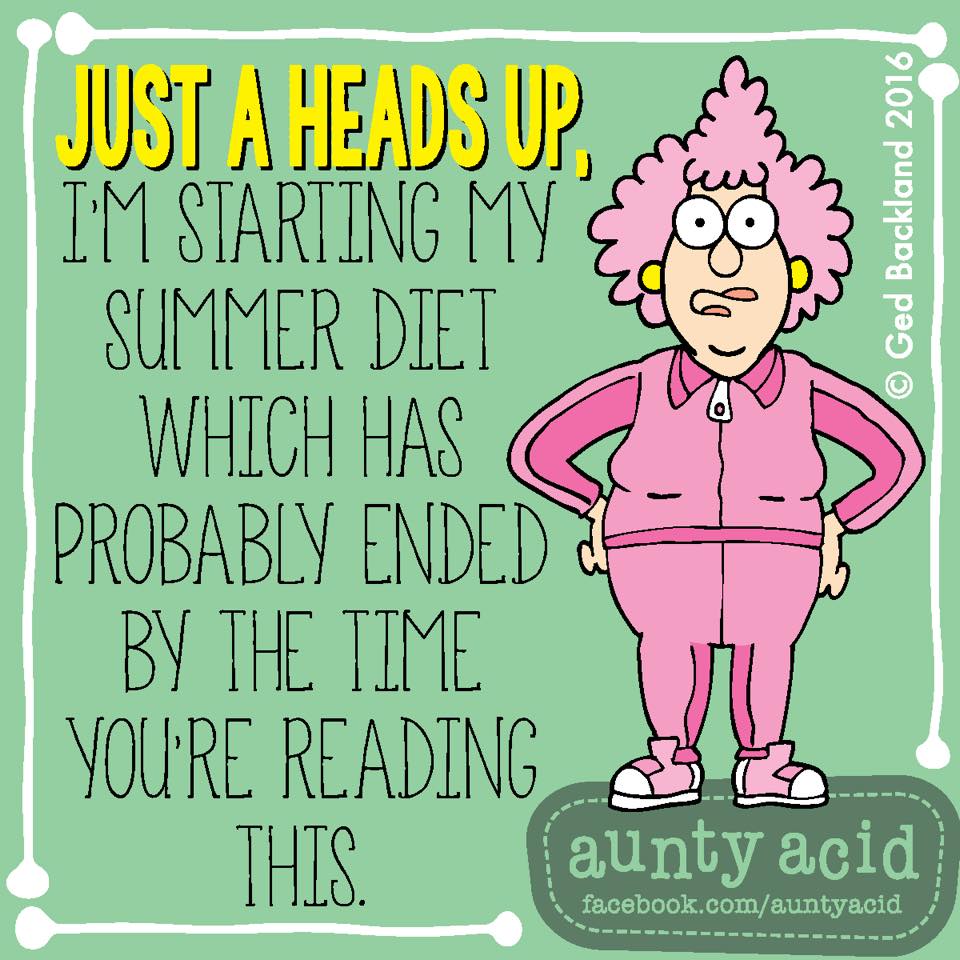 JUST A HEADS UP,
I'M STARTING MY
SUMMER DIET
WHICH HAS
PROBABLY ENDED
BY THE TIME
YOU'RE READING
THIS.
© Ged Backland 2016
aunty acid
facebook.com/auntyacid